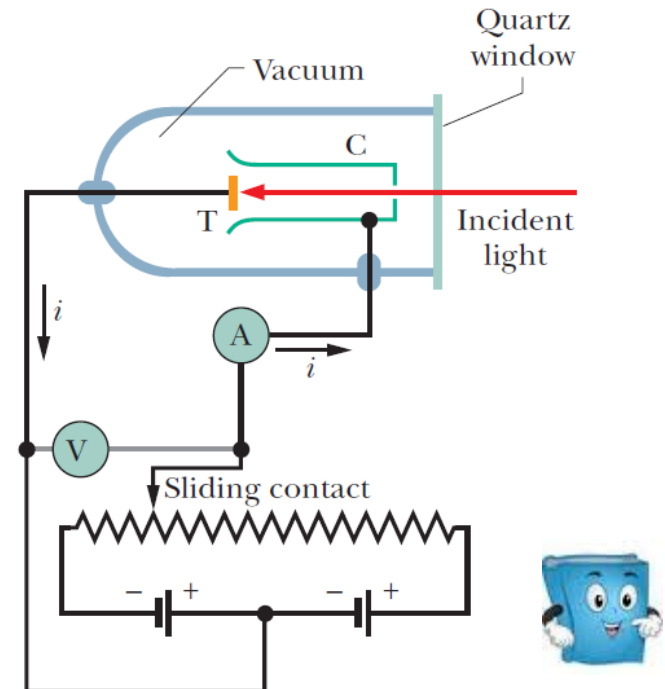 Quartz
window
Vacuum
C
T
Incident
light
i
A
i
V
Sliding contact
– + – +